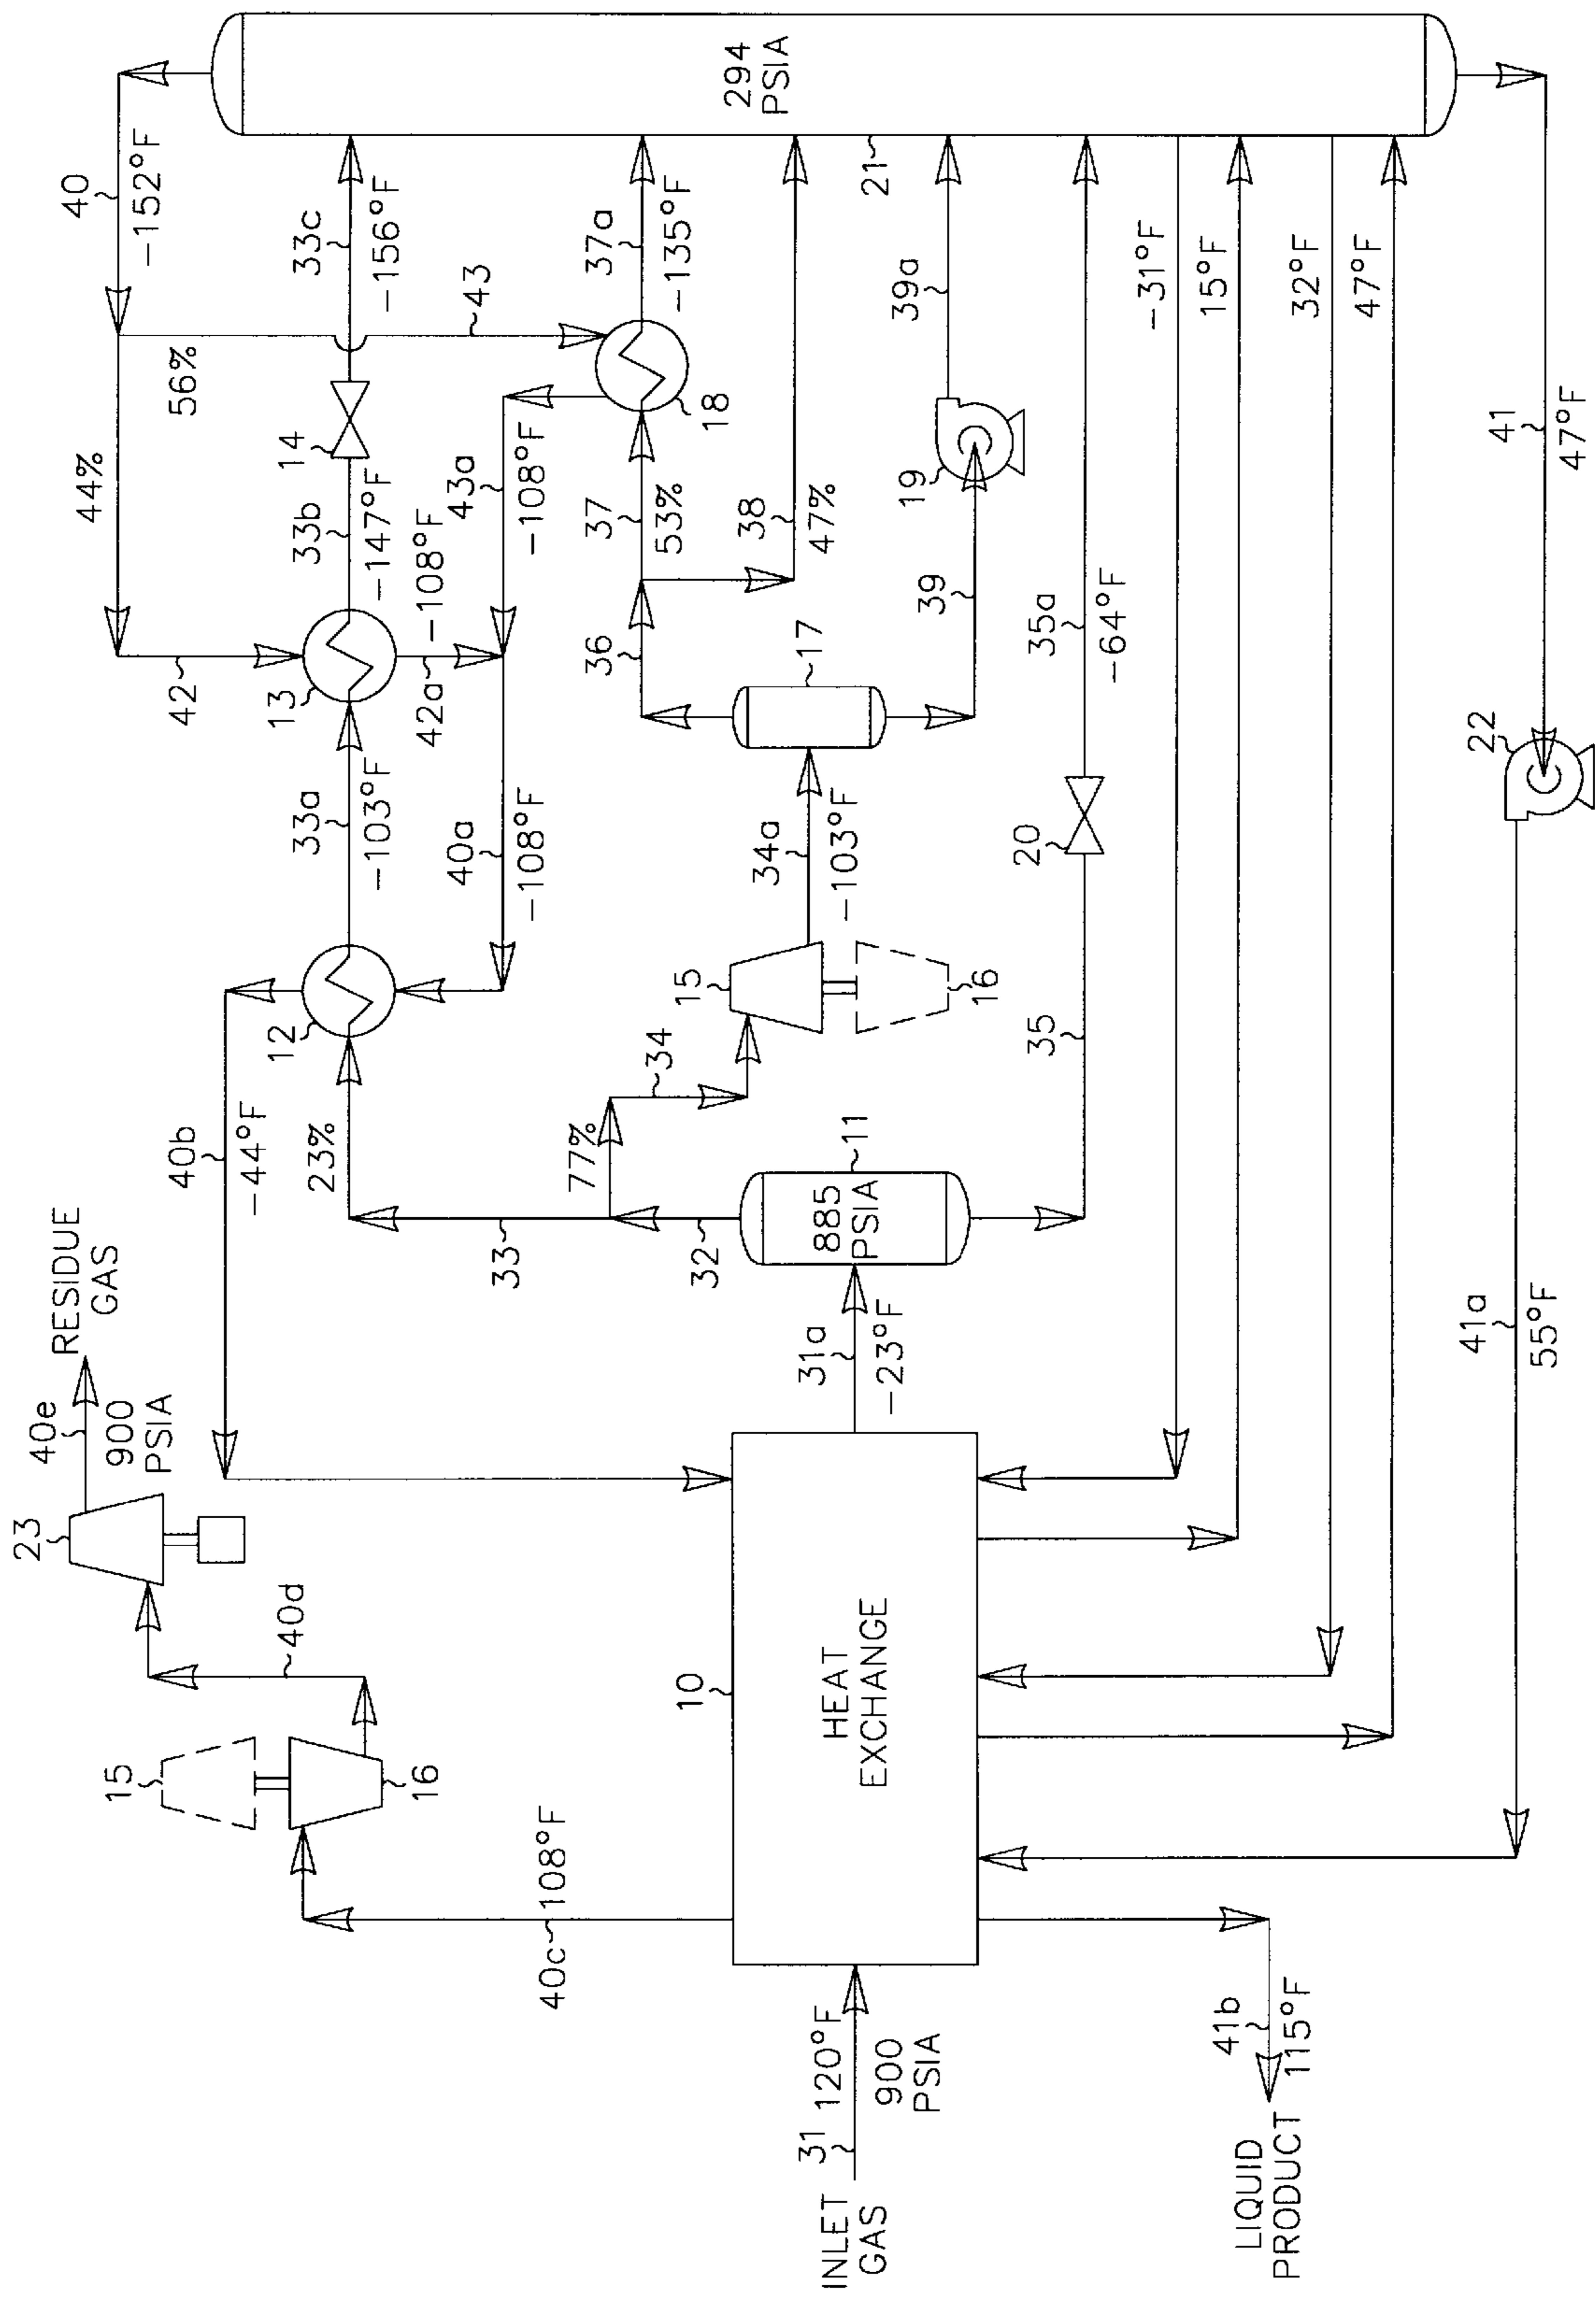 RESIDUE
GAS
40e
900
PSIA
23
40d
15
16
40c
108°F
40b
-44°F
40
-152°F
44%
56%
42
43
23%
12
33a
-103°F
13
33b
-147°F
14
33c
-156°F
42a
-108°F
43a
-108°F
40a
-108°F
37a
-135°F
18
33
77%
34
32
36
37
53%
38
47%
15
16
34a
-103°F
17
39
19
39a
21
294
PSIA
11
885
PSIA
31a
-23°F
35
20
35a
-64°F
-31°F
15°F
32°F
47°F
10
HEAT
EXCHANGE
INLET
GAS
31
120°F
900
PSIA
LIQUID
PRODUCT
41b
115°F
41a
55°F
22
41
47°F